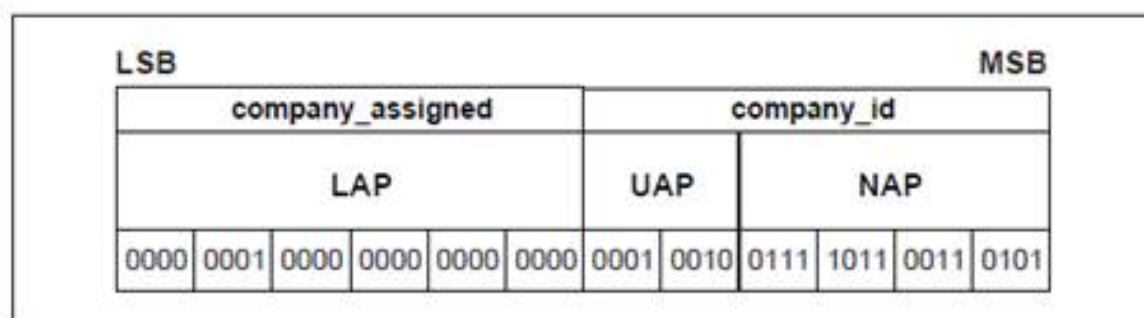 LSB MSB
company_assigned company_id
LAP UAP NAP
0000 0001 0000 0000 0000 0000 0001 0010 0111 1011 0011 0101